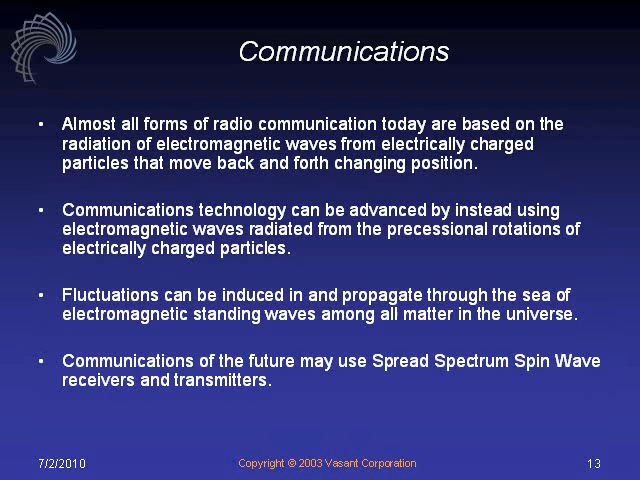 Communications
• Almost all forms of radio communication today are based on the
radiation of electromagnetic waves from electrically charged
particles that move back and forth changing position.
• Communications technology can be advanced by instead using
electromagnetic waves radiated from the precessional rotations of
electrically charged particles.
• Fluctuations can be induced in and propagate through the sea of
electromagnetic standing waves among all matter in the universe.
• Communications of the future may use Spread Spectrum Spin Wave
receivers and transmitters.
7/2/2010
Copyright © 2003 Vasant Corporation
13